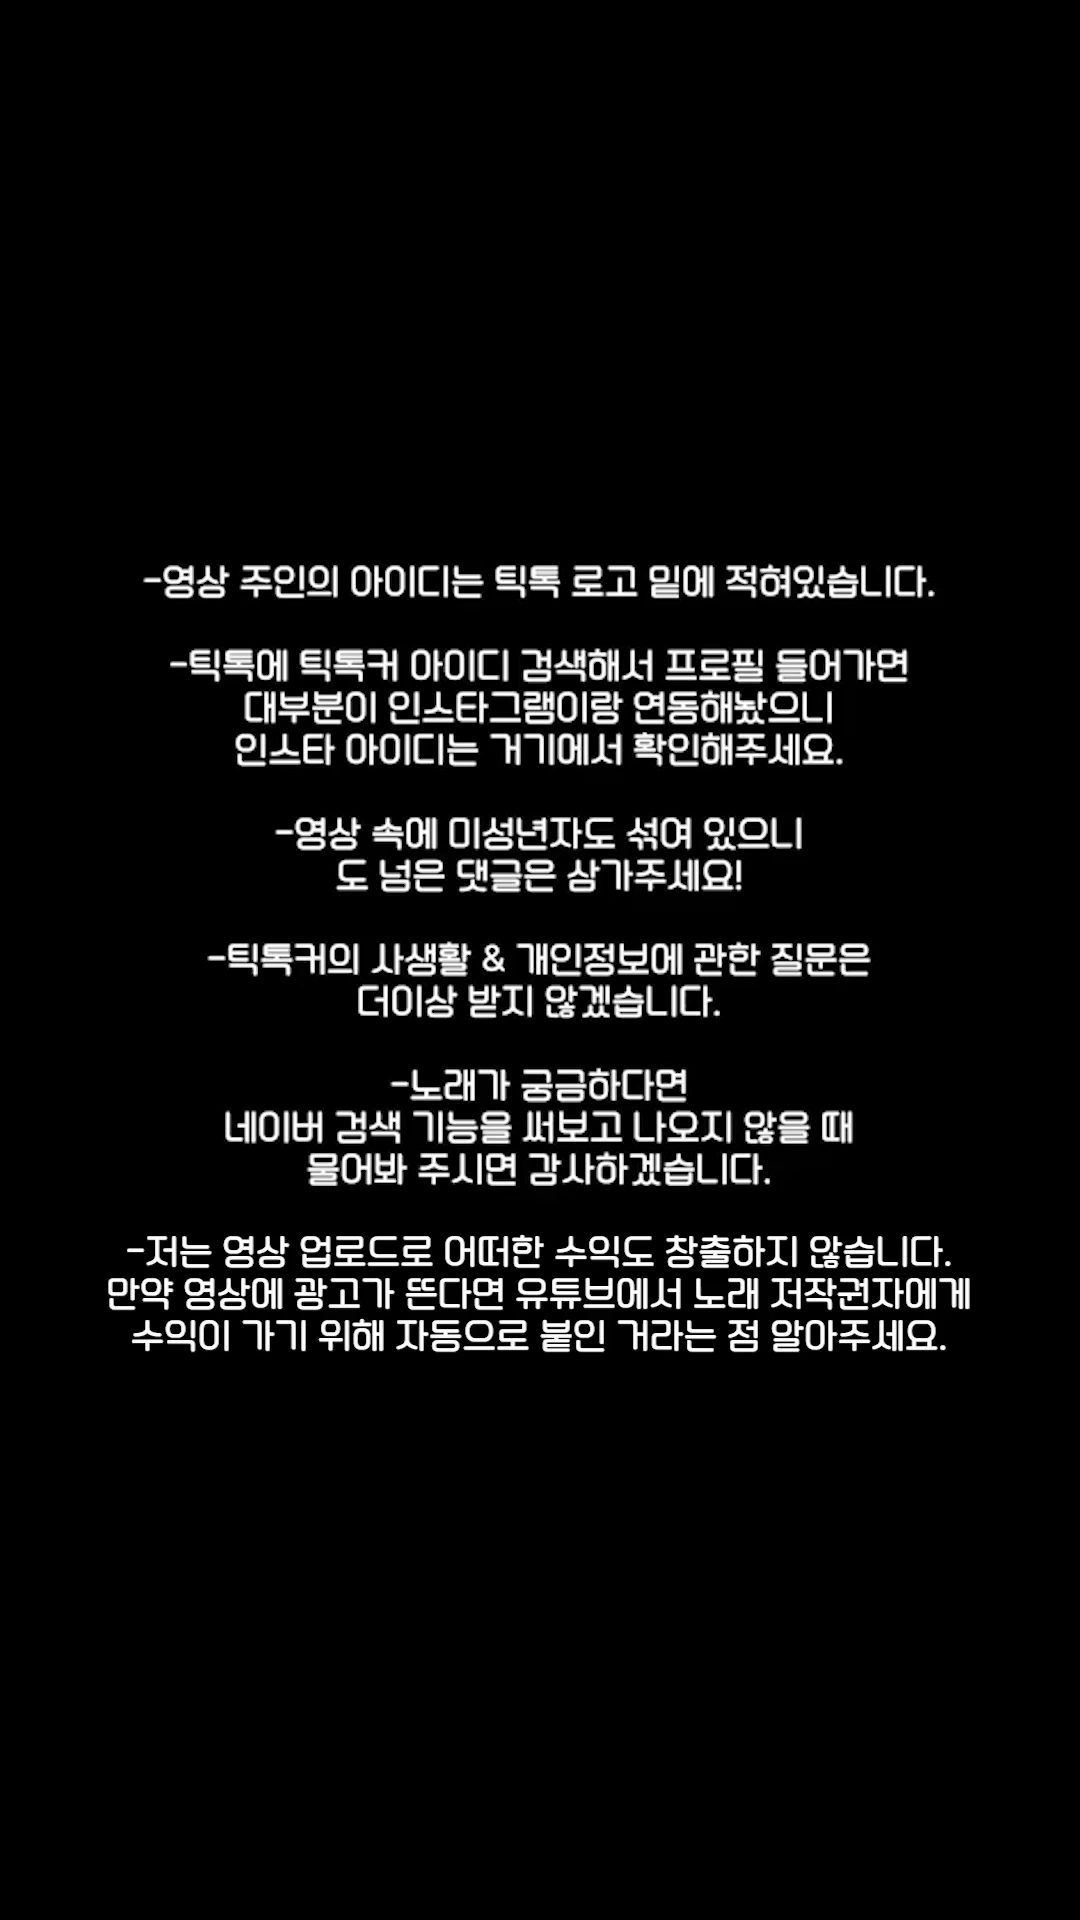 -영상 주인의 아이디는 틱톡 로고 밑에 적혀있습니다.
-틱톡에 틱톡커 아이디 검색해서 프로필 들어가면
대부분이 인스타그램이랑 연동해놨으니
인스타 아이디는 거기에서 확인해주세요.
-영상 속에 미성년자도 섞여 있으니
도 넘은 댓글은 삼가주세요!
-틱톡커의 사생활 & 개인정보에 관한 질문은
더이상 받지 않겠습니다.
-노래가 궁금하다면
네이버 검색 기능을 써보고 나오지 않을 때
물어봐 주시면 감사하겠습니다.
-저는 영상 업로드로 어떠한 수익도 창출하지 않습니다.
만약 영상에 광고가 뜬다면 유튜브에서 노래 저작권자에게
수익이 가기 위해 자동으로 붙인 거라는 점 알아주세요.